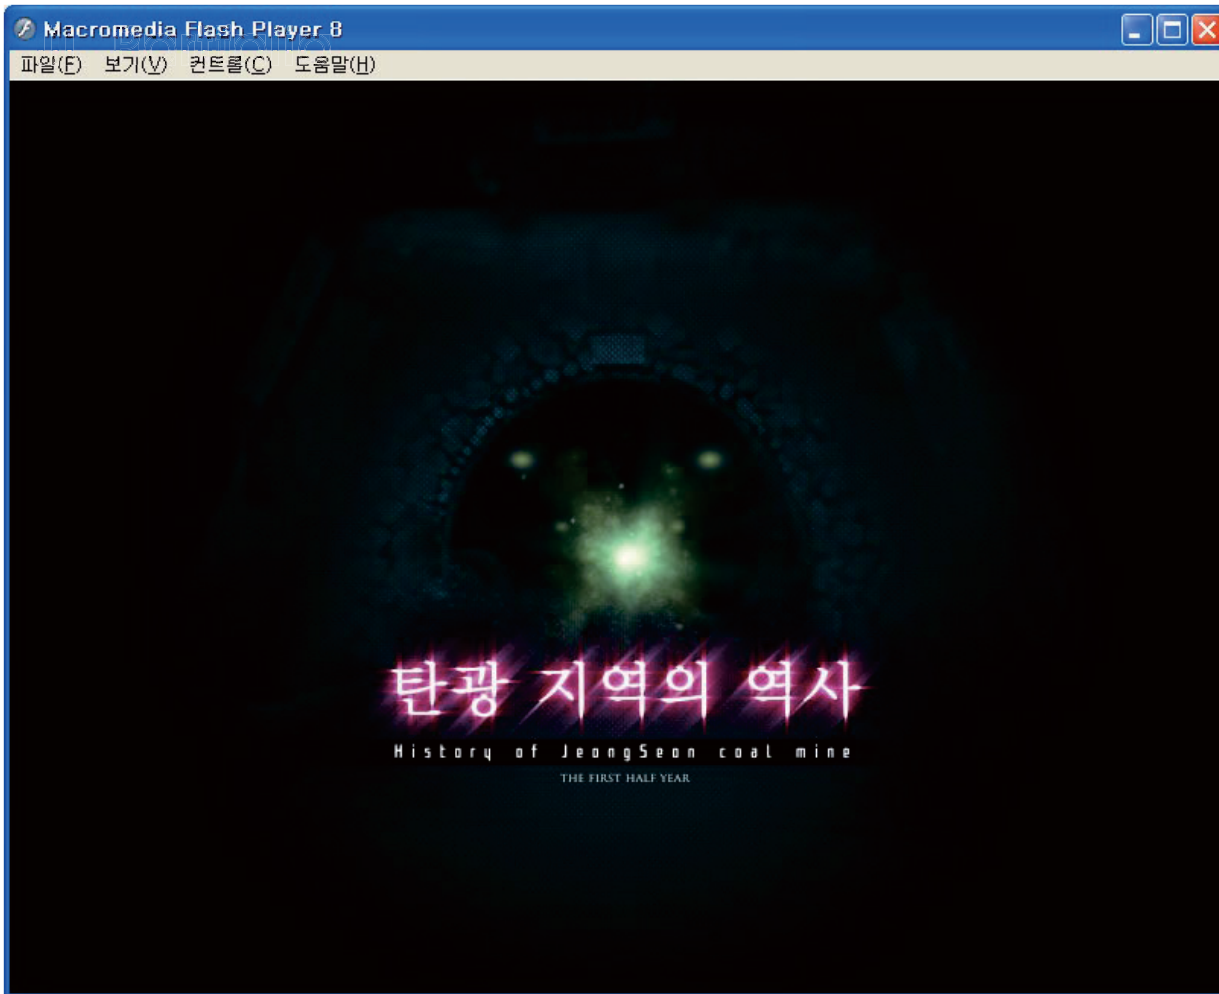 Macromedia Flash Player 8
파일(F) 보기(V) 컨트롤(C) 도움말(H)
탄광 지역의 역사
History of JeongSeon coal mine
THE FIRST HALF YEAR